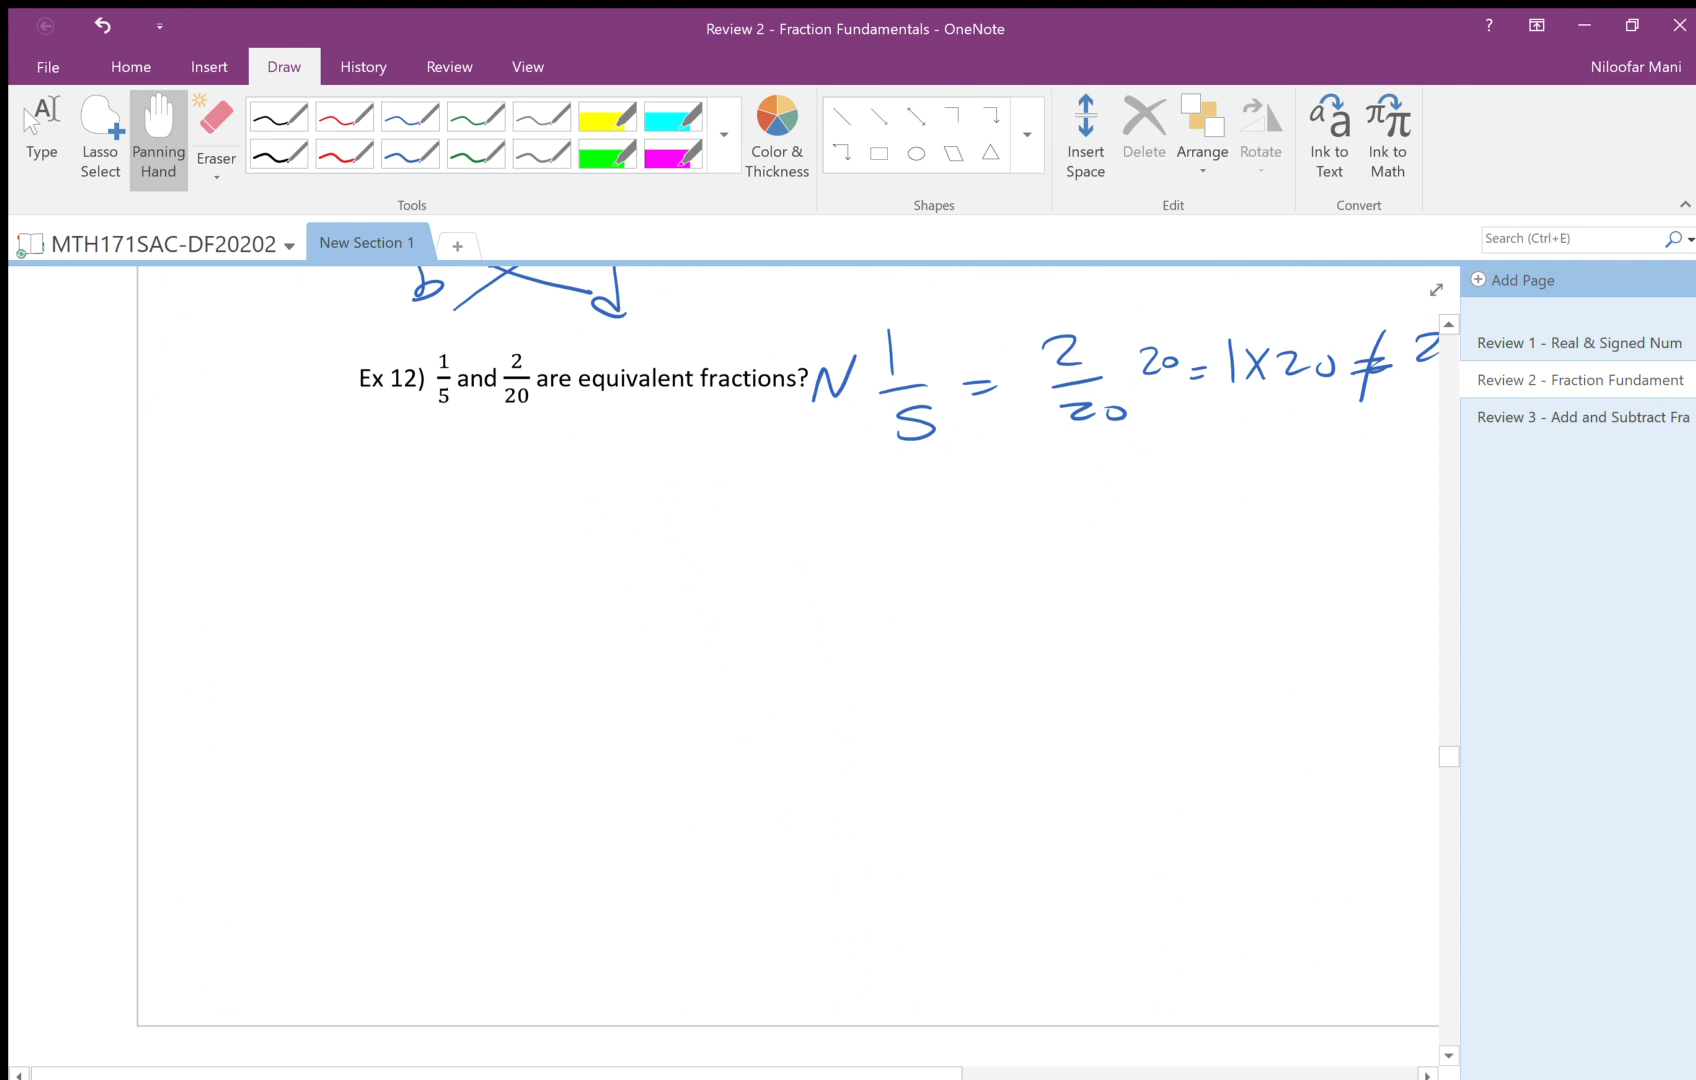 Review 2 - Fraction Fundamentals - OneNote
?
File Home Insert Draw History Review View
Niloofar Mani
Type
Lasso Select
Panning Hand
Eraser
Color & Thickness
Insert Space
Delete
Arrange
Rotate
Ink to Text
Ink to Math
Tools
Shapes
Edit
Convert
MTH171SAC-DF20202
New Section 1
+
Search (Ctrl+E)
Add Page
Review 1 - Real & Signed Num
Review 2 - Fraction Fundament
Review 3 - Add and Subtract Fra
b d
Ex 12) 1/5 and 2/20 are equivalent fractions? N 1/5 = 2/20 20 = 1 X 20 ≠ 2